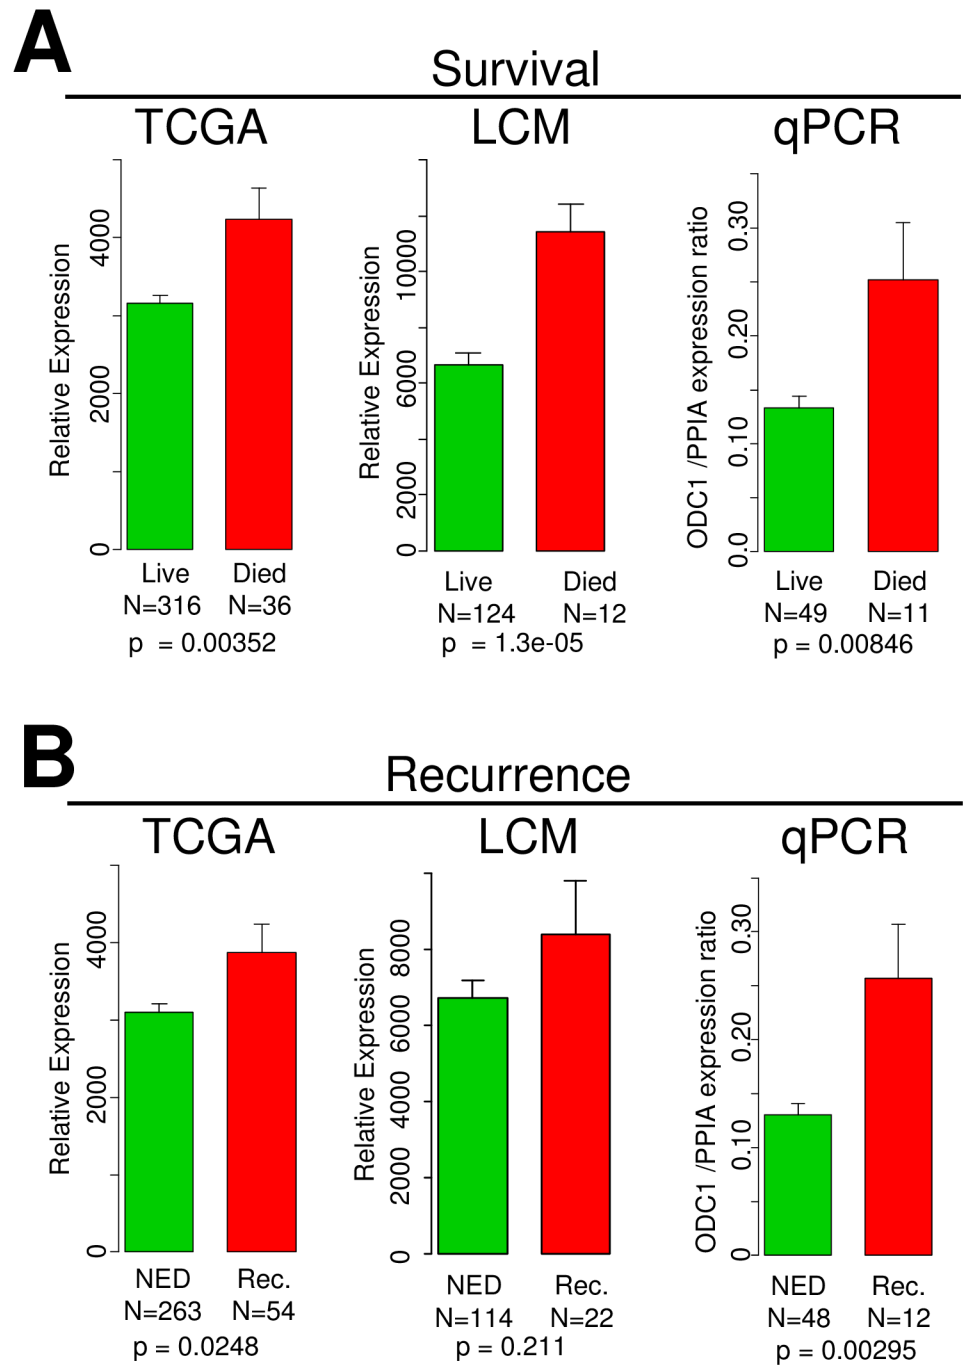 A
Survival
TCGA LCM qPCR
Relative Expression
0 2000 4000
Live Died
N=316 N=36
p = 0.00352
Relative Expression
0 2000 6000 10000
Live Died
N=124 N=12
p = 1.3e-05
ODC1 /PPIA expression ratio
0.0 0.10 0.20 0.30
Live Died
N=49 N=11
p = 0.00846
B
Recurrence
TCGA LCM qPCR
Relative Expression
0 2000 4000
NED Rec.
N=263 N=54
p = 0.0248
Relative Expression
0 2000 4000 6000 8000
NED Rec.
N=114 N=22
p = 0.211
ODC1 /PPIA expression ratio
0 0.10 0.20 0.30
NED Rec.
N=48 N=12
p = 0.00295